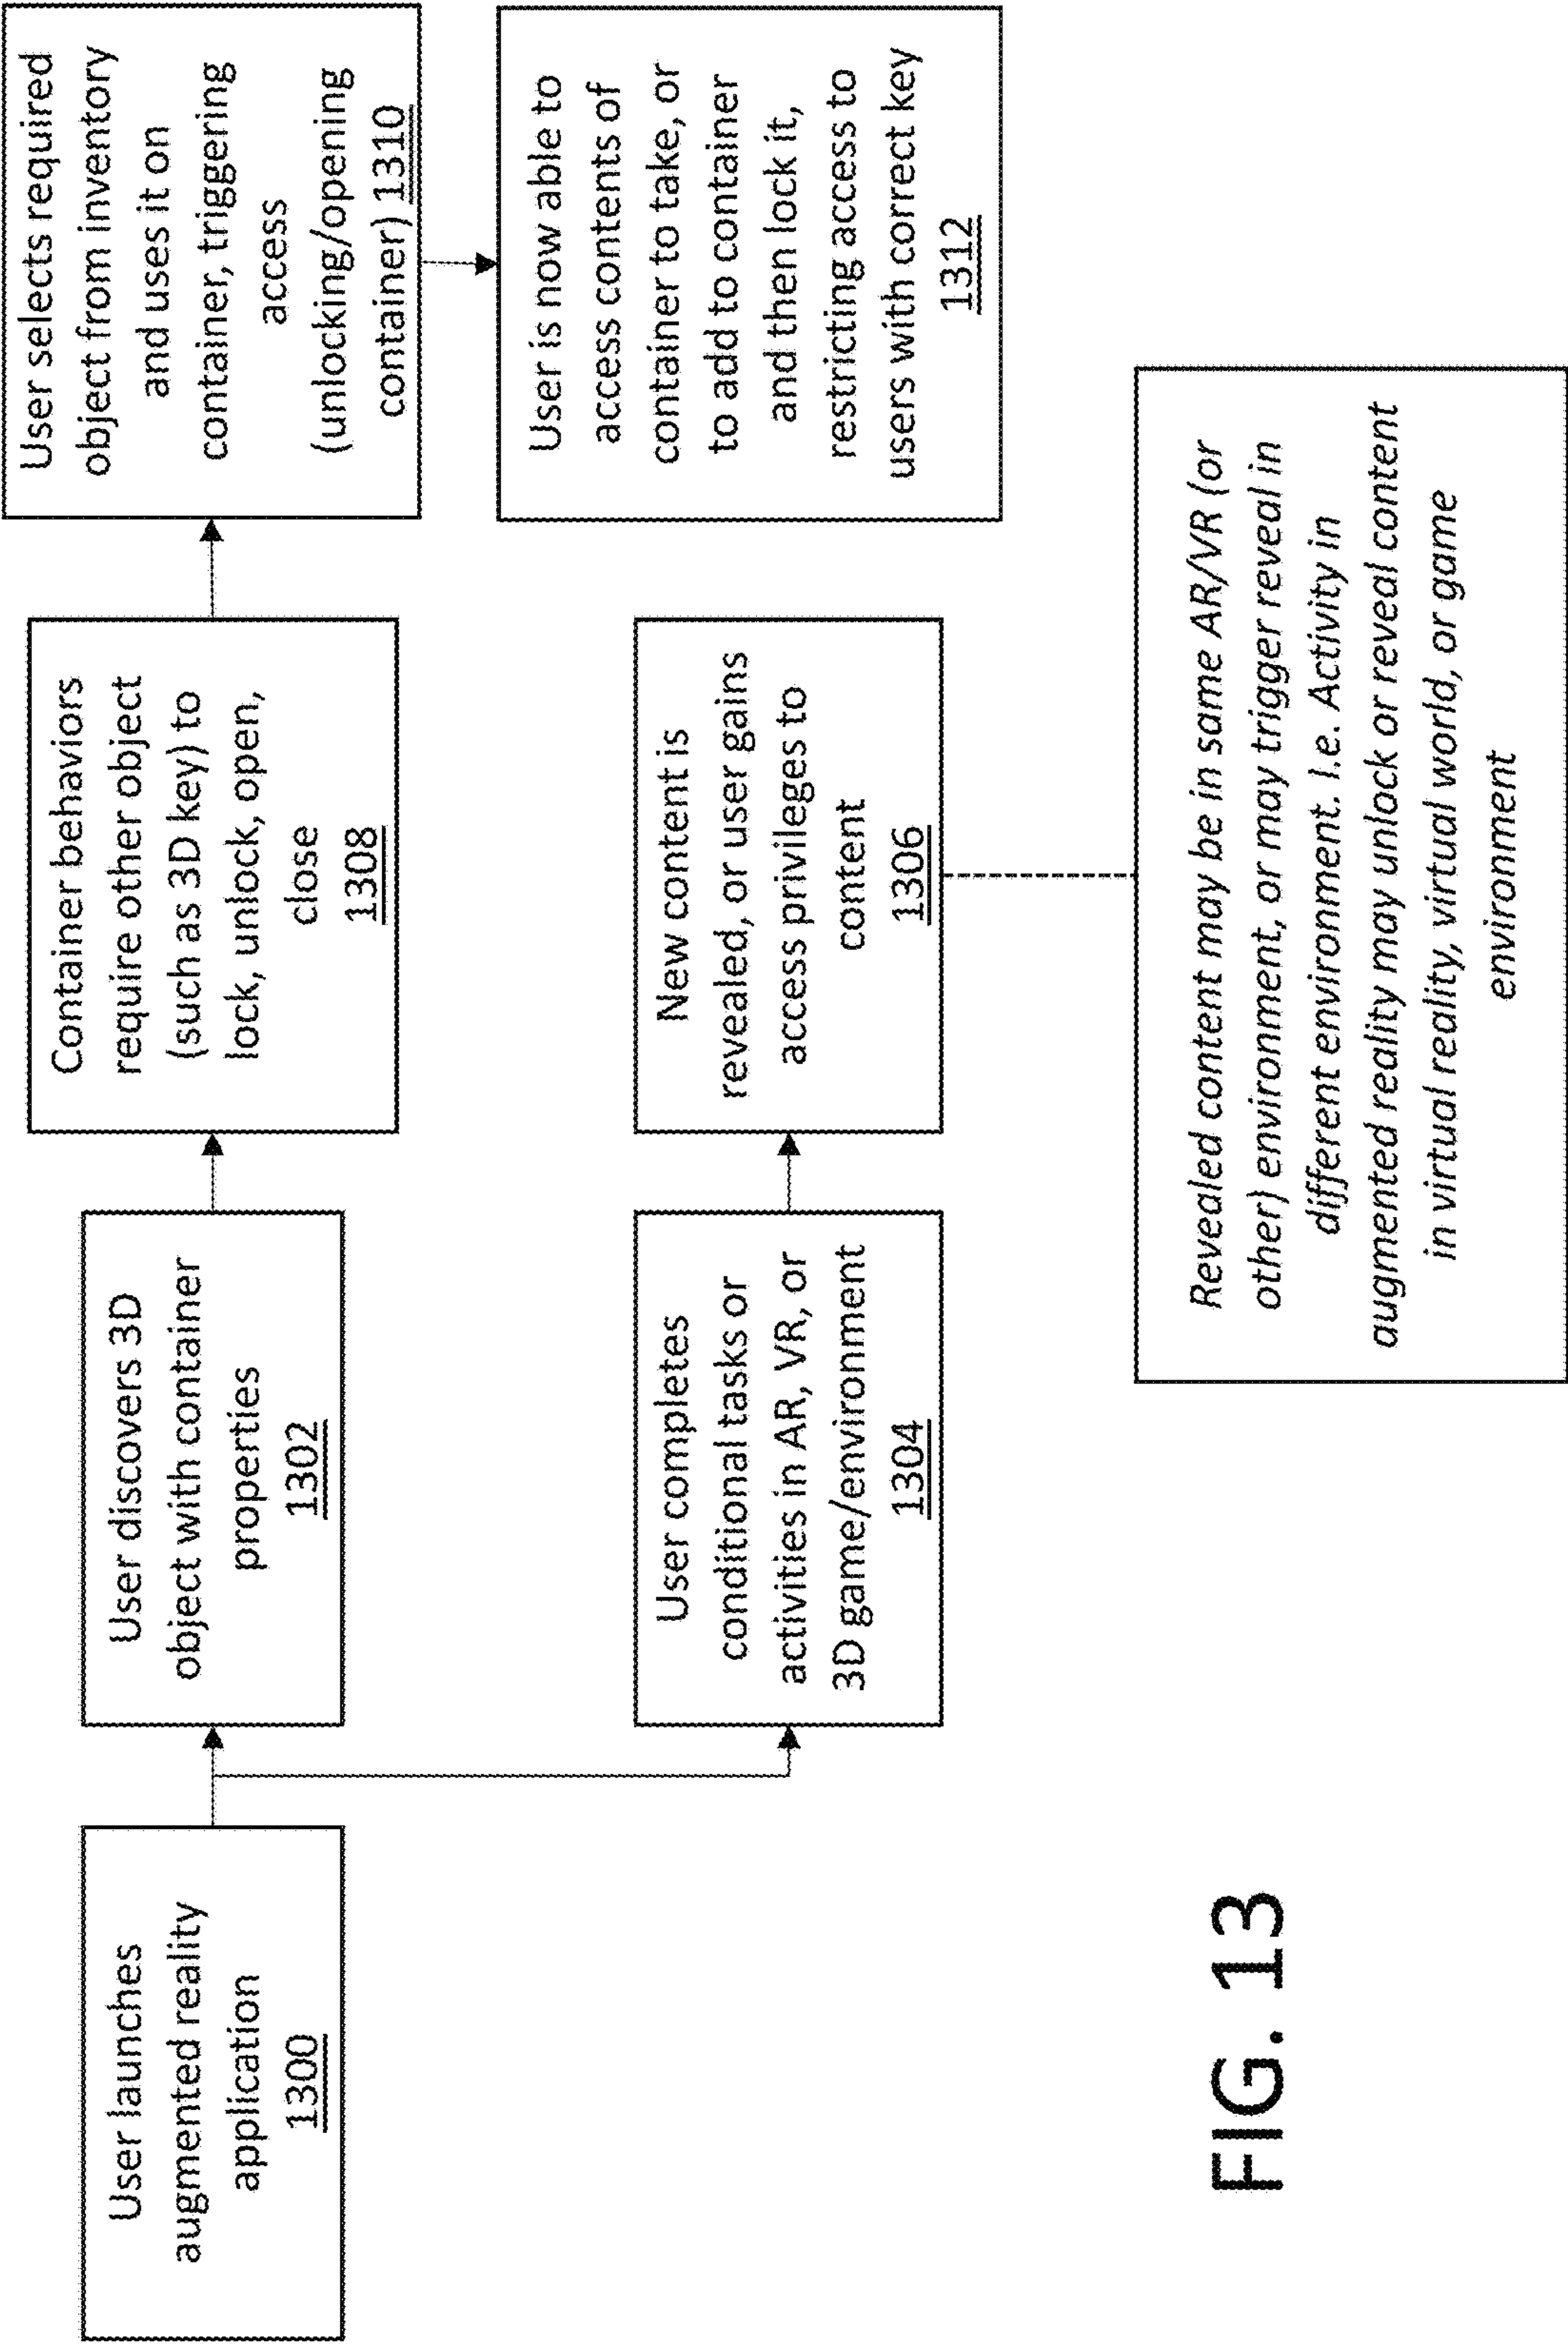 User launches
augmented reality
application
1300
User discovers 3D
object with container
properties
1302
Container behaviors
require other object
(such as 3D key) to
lock, unlock, open,
close
1308
User selects required
object from inventory
and uses it on
container, triggering
access
(unlocking/opening
container) 1310
User is now able to
access contents of
container to take, or
to add to container
and then lock it,
restricting access to
users with correct key
1312
User completes
conditional tasks or
activities in AR, VR, or
3D game/environment
1304
New content is
revealed, or user gains
access privileges to
content
1306
Revealed content may be in same AR/VR (or
other) environment, or may trigger reveal in
different environment. I.e. Activity in
augmented reality may unlock or reveal content
in virtual reality, virtual world, or game
environment
FIG. 13